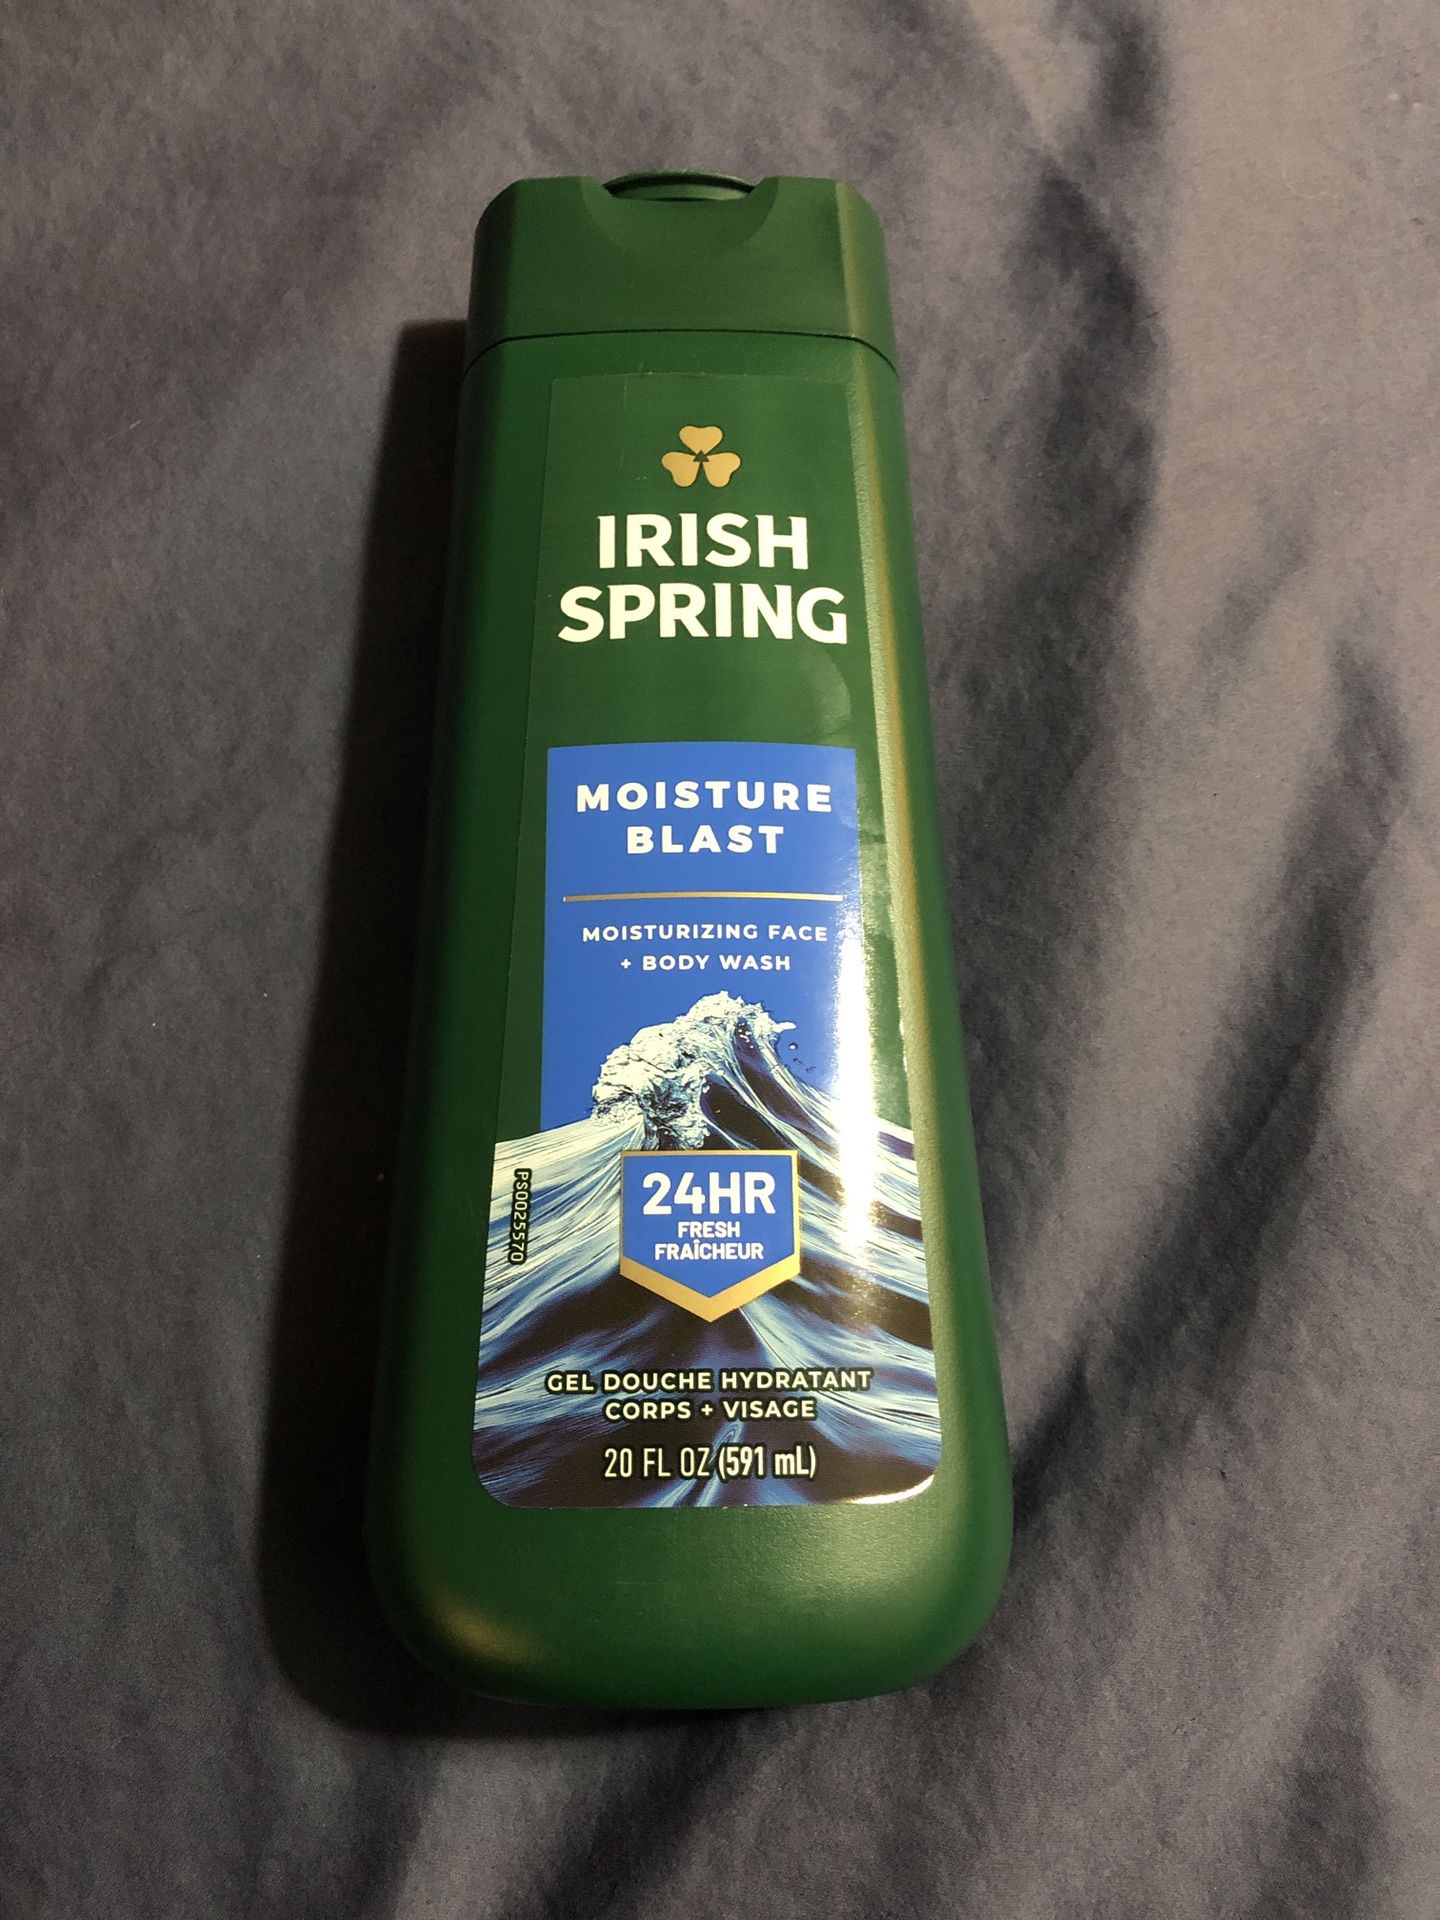 IRISH
SPRING
MOISTURE
BLAST
MOISTURIZING FACE
+ BODY WASH
24HR
FRESH
FRAÎCHEUR
PS0025570
GEL DOUCHE HYDRATANT
CORPS + VISAGE
20 FL OZ (591 mL)